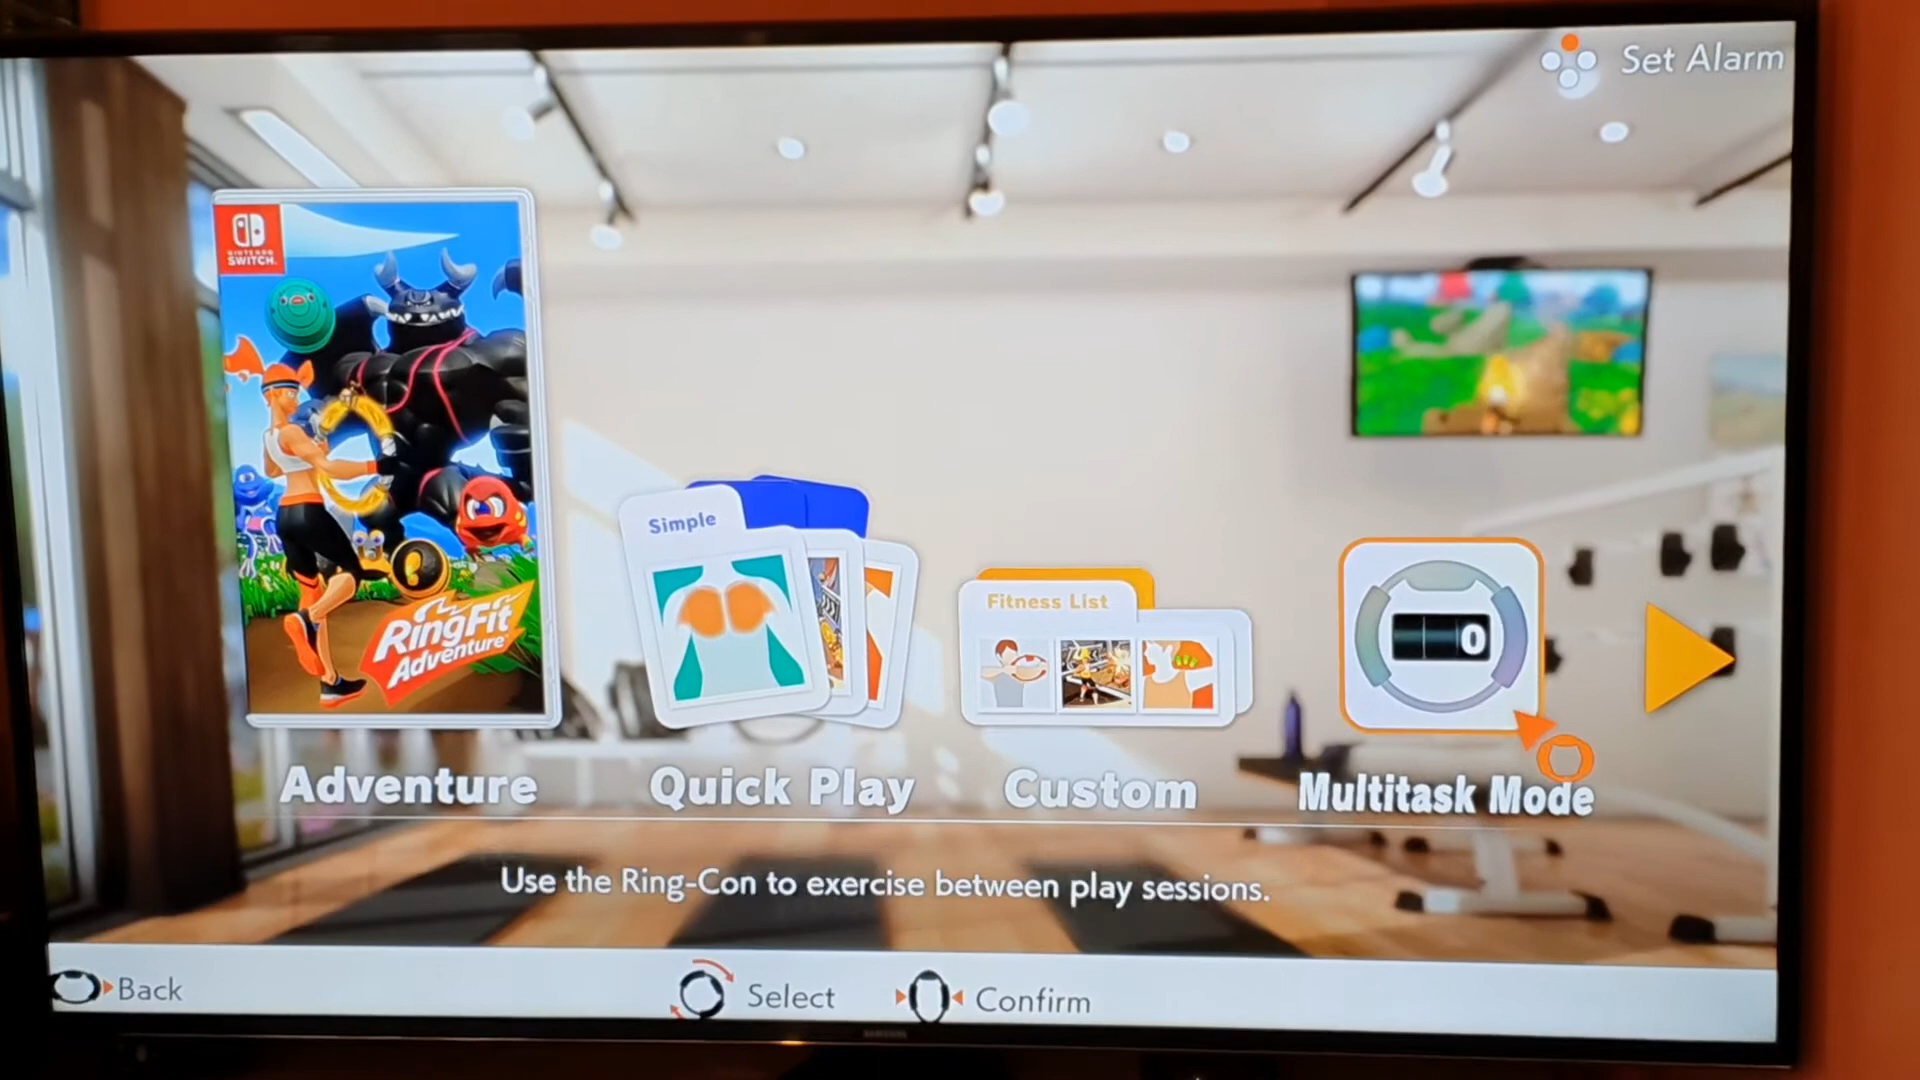 Set Alarm
NINTENDO
SWITCH
RingFit
Adventure
Simple
Fitness List
0
Adventure
Quick Play
Custom
Multitask Mode
Use the Ring-Con to exercise between play sessions.
Back
Select
Confirm
SAMSUNG